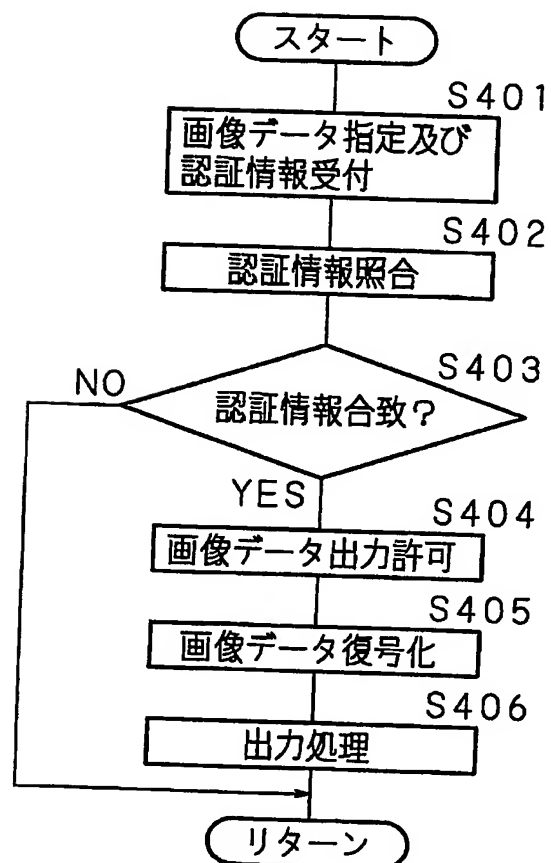 スタート
S401
画像データ指定及び
認証情報受付
S402
認証情報照合
S403
NO
認証情報合致?
YES
S404
画像データ出力許可
S405
画像データ復号化
S406
出力処理
リターン